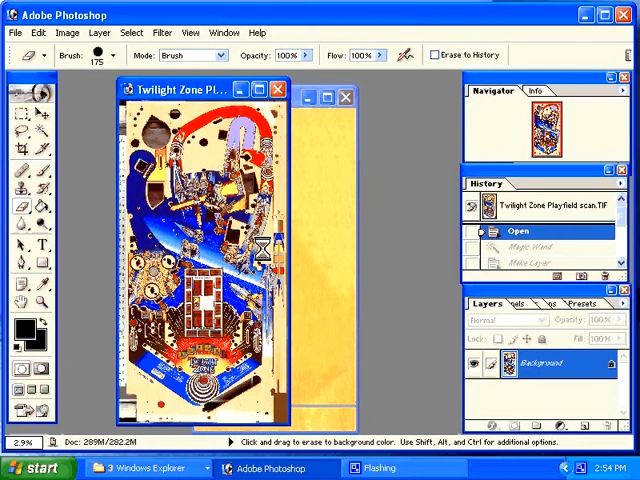 Adobe Photoshop
File Edit Image Layer Select Filter View Window Help
Brush: 175 Mode: Brush Opacity: 100% Flow: 100% Erase to History
Twilight Zone Pl...
Navigator Info
History
Twilight Zone Playfield scan.TIF
Open
Magic Wand
Make Layer
Layers Presets
Normal Opacity: 100%
Lock: Fill: 100%
Background
2.9% Doc: 289M/282.2M Click and drag to erase to background color. Use Shift, Alt, and Ctrl for additional options.
start 3 Windows Explorer Adobe Photoshop Flashing 2:54 PM